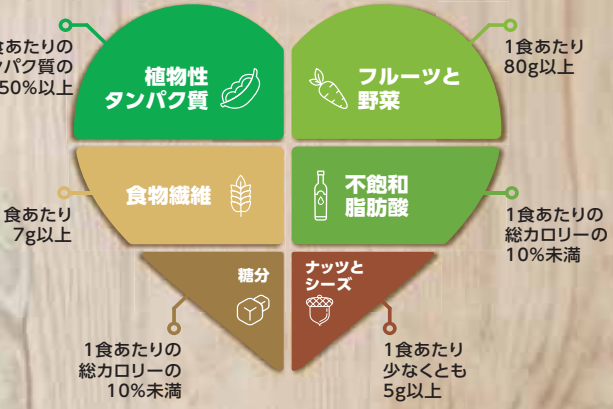 食あたりの
パク質の
50%以上
植物性
タンパク質
フルーツと
野菜
1食あたり
80g以上
食あたり
7g以上
食物繊維
不飽和
脂肪酸
1食あたりの
総カロリーの
10%未満
糖分
ナッツと
シーズ
1食あたりの
総カロリーの
10%未満
1食あたり
少なくとも
5g以上